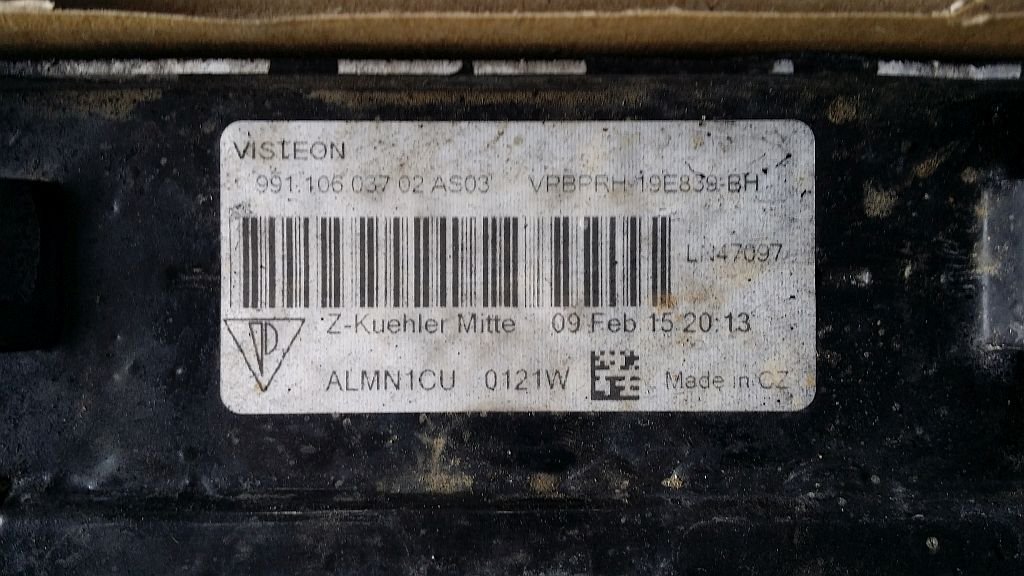 VISTEON
991.106.037 02 AS03 VPBPRH-19E839-BH
LN47097
Z-Kuehler Mitte 09 Feb 15 20:13
ALMN1CU 0121W Made in CZ